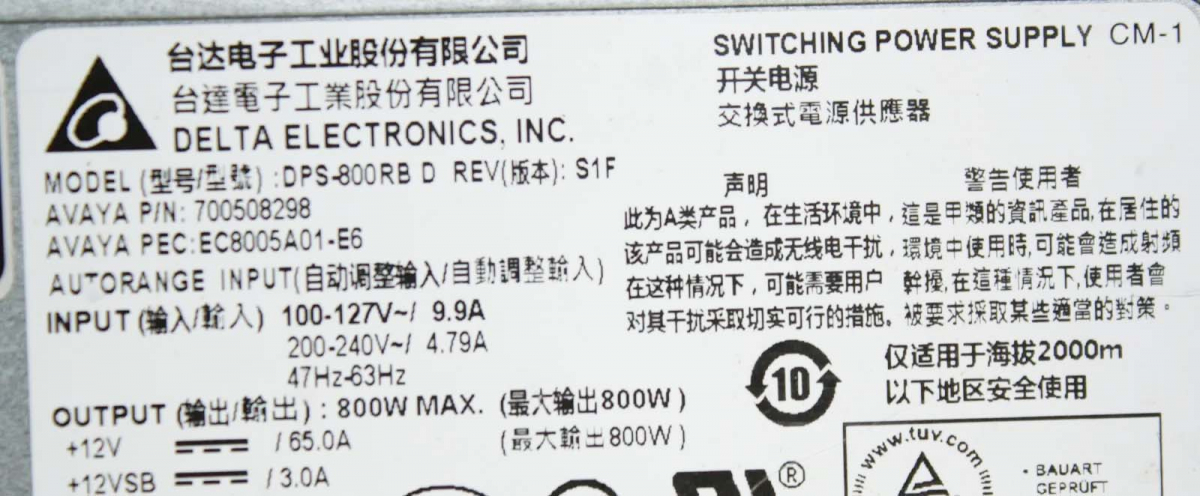 台达电子工业股份有限公司
台達電子工業股份有限公司
DELTA ELECTRONICS, INC.
SWITCHING POWER SUPPLY CM-1
开关电源
交換式電源供應器
MODEL (型号/型號) :DPS-800RB D REV(版本): S1F
AVAYA P/N: 700508298
AVAYA PEC:EC8005A01-E6
AUTORANGE INPUT(自动调整输入/自動調整輸入)
INPUT (输入/輸入) 100-127V~/ 9.9A
200-240V~/ 4.79A
47Hz-63Hz
OUTPUT (输出/輸出) : 800W MAX. (最大输出800W)
(最大輸出800W)
+12V / 65.0A
+12VSB / 3.0A
声明
此为A类产品，在生活环境中，
该产品可能会造成无线电干扰，
在这种情况下，可能需要用户
对其干扰采取切实可行的措施。
警告使用者
這是甲類的資訊產品,在居住的
環境中使用時,可能會造成射頻
幹擾,在這種情況下,使用者會
被要求採取某些適當的對策。
10
仅适用于海拔2000m
以下地区安全使用
www.tuv.com
· BAUART
GEPRÜFT
®